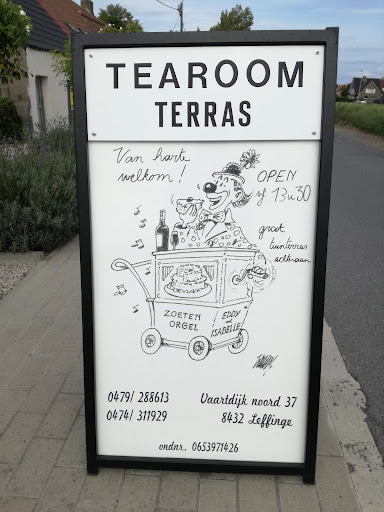 TEAROOM
TERRAS
Van harte
welkom!
OPEN
vf 13u30
groot
tuinterras
achteraan
ZOETEN
ORGEL
EDDY
en
ISABELLE
0479/ 288613
0474/ 311929
Vaartdijk noord 37
8432 Leffinge
ondnr. 0653971426